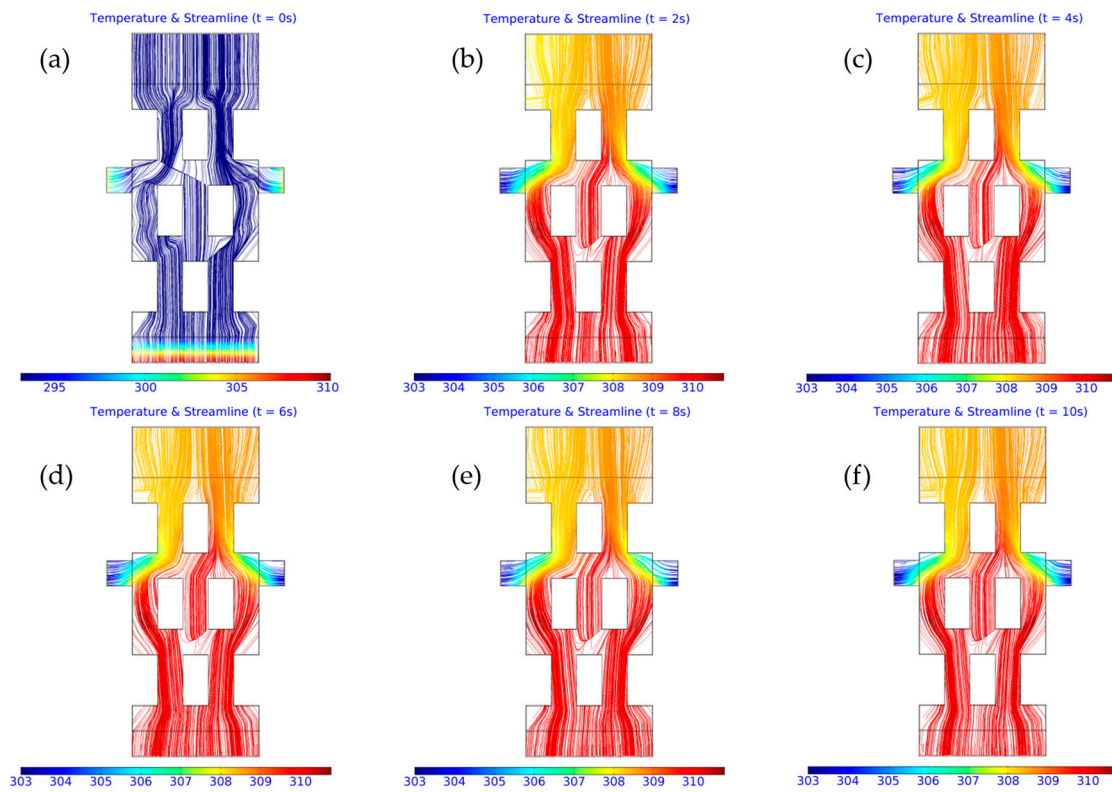 Temperature & Streamline (t = 0s)
(a)
295 300 305 310
Temperature & Streamline (t = 2s)
(b)
303 304 305 306 307 308 309 310
Temperature & Streamline (t = 4s)
(c)
303 304 305 306 307 308 309 310
Temperature & Streamline (t = 6s)
(d)
303 304 305 306 307 308 309 310
Temperature & Streamline (t = 8s)
(e)
303 304 305 306 307 308 309 310
Temperature & Streamline (t = 10s)
(f)
303 304 305 306 307 308 309 310